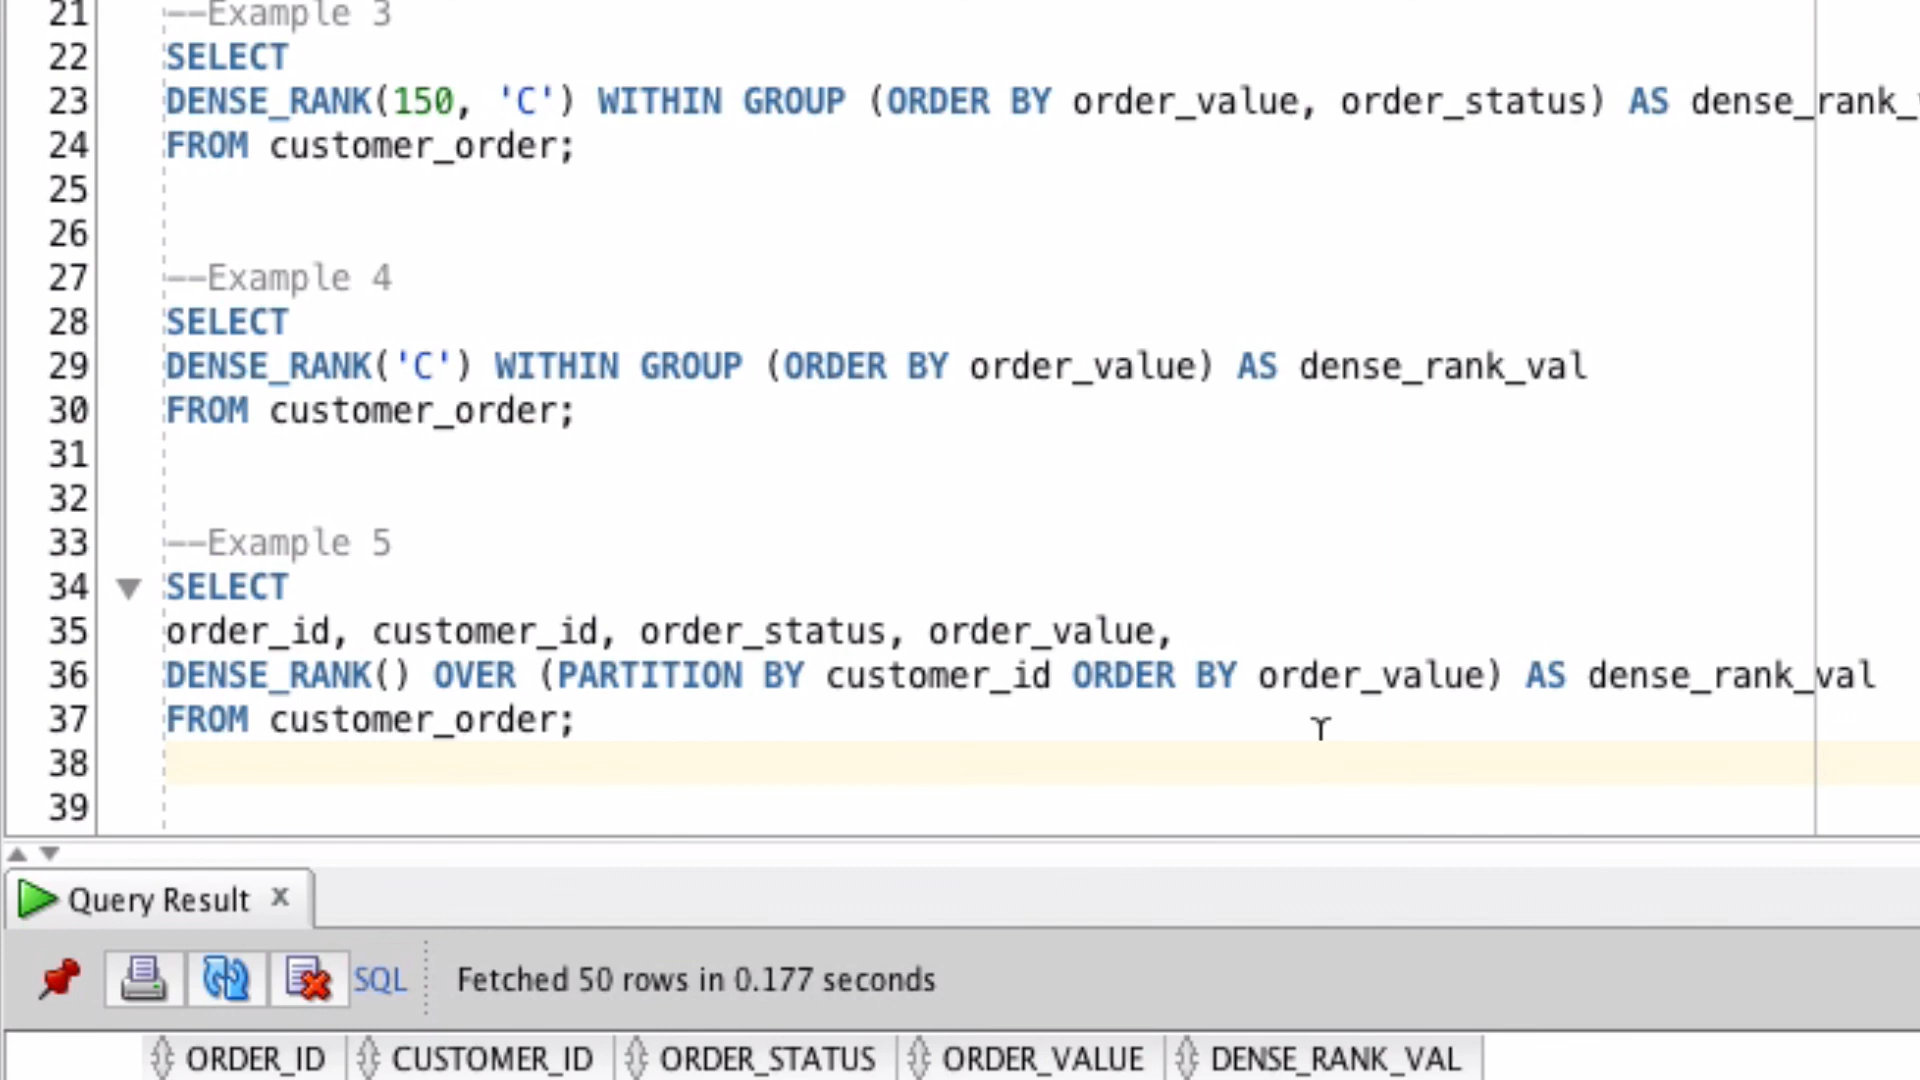 21 --Example 3
22 SELECT
23 DENSE_RANK(150, 'C') WITHIN GROUP (ORDER BY order_value, order_status) AS dense_rank_
24 FROM customer_order;
25
26
27 --Example 4
28 SELECT
29 DENSE_RANK('C') WITHIN GROUP (ORDER BY order_value) AS dense_rank_val
30 FROM customer_order;
31
32
33 --Example 5
34 SELECT
35 order_id, customer_id, order_status, order_value,
36 DENSE_RANK() OVER (PARTITION BY customer_id ORDER BY order_value) AS dense_rank_val
37 FROM customer_order;
38
39
Query Result x
SQL Fetched 50 rows in 0.177 seconds
ORDER_ID CUSTOMER_ID ORDER_STATUS ORDER_VALUE DENSE_RANK_VAL